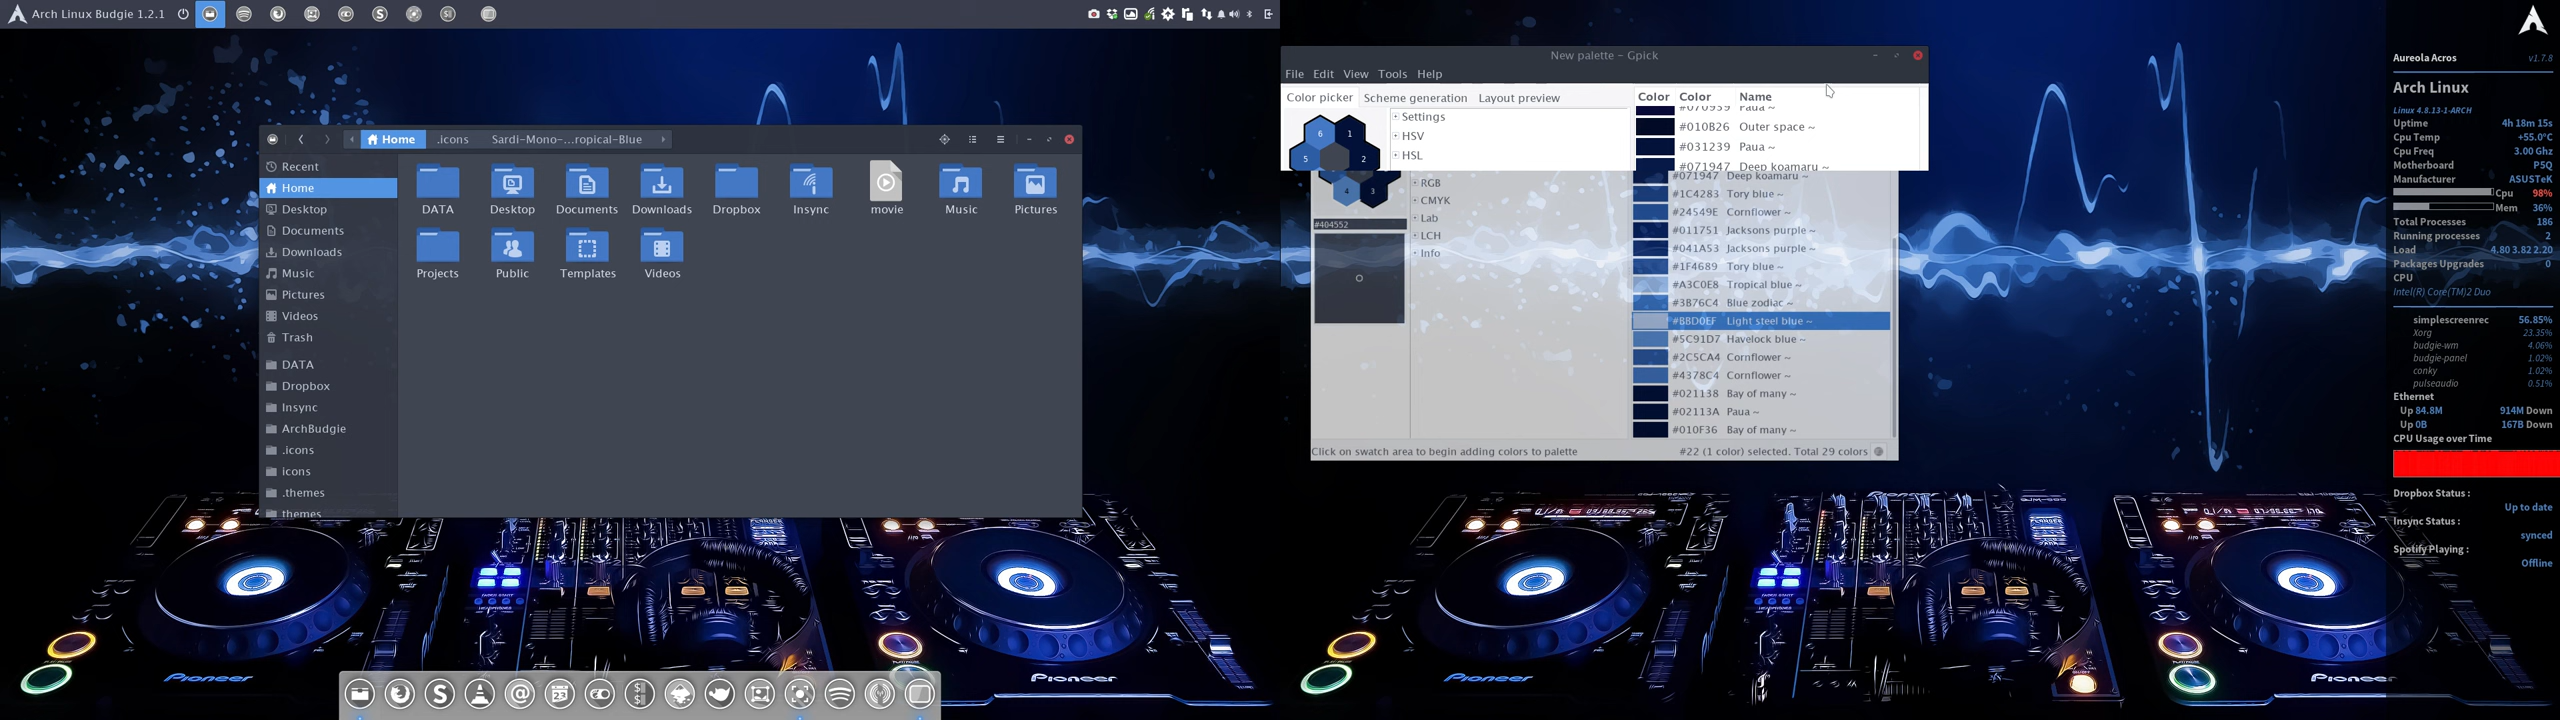 Arch Linux Budgie 1.2.1
Home
.icons
Sardi-Mono-...ropical-Blue
Recent
Home
Desktop
Documents
Downloads
Music
Pictures
Videos
Trash
DATA
Dropbox
Insync
ArchBudgie
.icons
icons
.themes
themes
DATA
Desktop
Documents
Downloads
Dropbox
Insync
movie
Music
Pictures
Projects
Public
Templates
Videos
New palette - Gpick
File Edit View Tools Help
Color picker Scheme generation Layout preview
6 1
5 2
4 3
#404552
Settings
HSV
HSL
RGB
CMYK
Lab
LCH
Info
Color Color Name
#070939 Paua ~
#010B26 Outer space ~
#031239 Paua ~
#071947 Deep koamaru ~
#071947 Deep koamaru ~
#1C4283 Tory blue ~
#24549E Cornflower ~
#011751 Jacksons purple ~
#041A53 Jacksons purple ~
#1F4689 Tory blue ~
#A3C0E8 Tropical blue ~
#3B76C4 Blue zodiac ~
#BBD0EF Light steel blue ~
#5C91D7 Havelock blue ~
#2C5CA4 Cornflower ~
#4378C4 Cornflower ~
#021138 Bay of many ~
#02113A Paua ~
#010F36 Bay of many ~
Click on swatch area to begin adding colors to palette
#22 (1 color) selected. Total 29 colors
Aureola Acros v1.7.8
Arch Linux
Linux 4.8.13-1-ARCH
Uptime 4h 18m 15s
Cpu Temp +55.0°C
Cpu Freq 3.00 Ghz
Motherboard P5Q
Manufacturer ASUSTeK
Cpu 98%
Mem 36%
Total Processes 186
Running processes 2
Load 4.80 3.82 2.20
Packages Upgrades 0
CPU
Intel(R) Core(TM)2 Duo
simplescreenrec 56.85%
Xorg 23.35%
budgie-wm 4.06%
budgie-panel 1.02%
conky 1.02%
pulseaudio 0.51%
Ethernet
Up 84.8M 914M Down
Up 0B 167B Down
CPU Usage over Time
Dropbox Status :
Up to date
Insync Status :
synced
Spotify Playing :
Offline
Pioneer
Pioneer
Pioneer
23